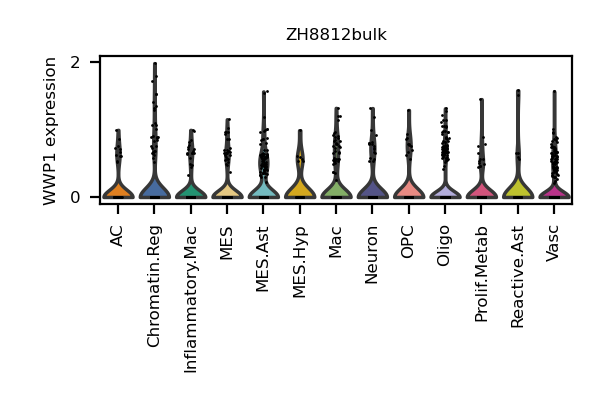 ZH8812bulk
WWP1 expression
2
0
AC
Chromatin.Reg
Inflammatory.Mac
MES
MES.Ast
MES.Hyp
Mac
Neuron
OPC
Oligo
Prolif.Metab
Reactive.Ast
Vasc